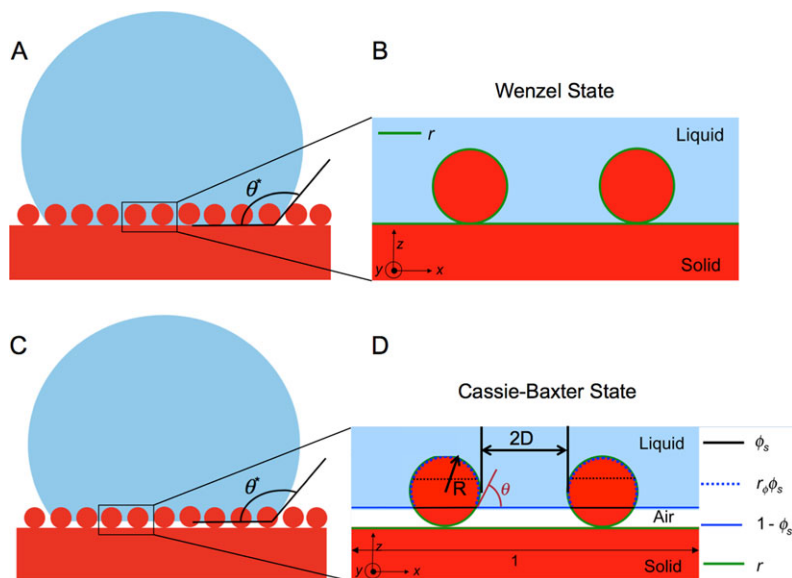 A
θ*
B
Wenzel State
r
Liquid
z
y
x
Solid
C
θ*
D
Cassie-Baxter State
2D
Liquid
R
θ
Air
z
y
x
1
Solid
ϕs
rϕϕs
1 - ϕs
r